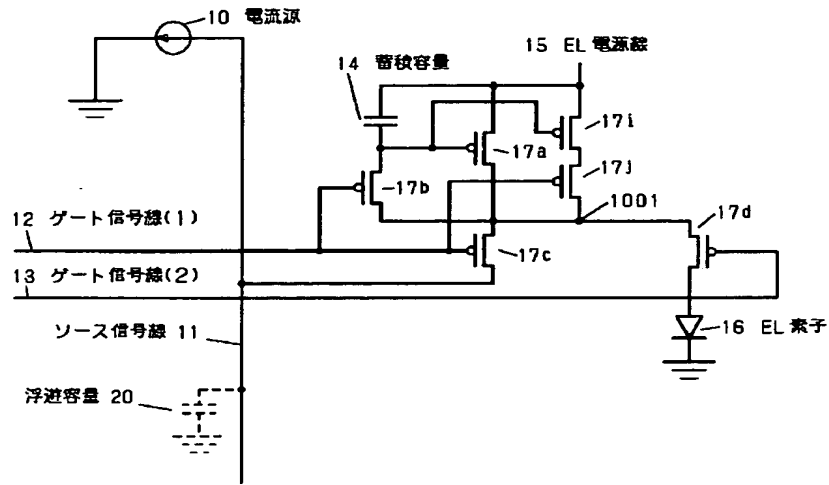 10 電流源
15 EL 電源線
14 蓄積容量
17i
17a
17j
17b
1001
17d
12 ゲート信号線(1)
17c
13 ゲート信号線(2)
ソース信号線 11
16 EL 素子
浮遊容量 20